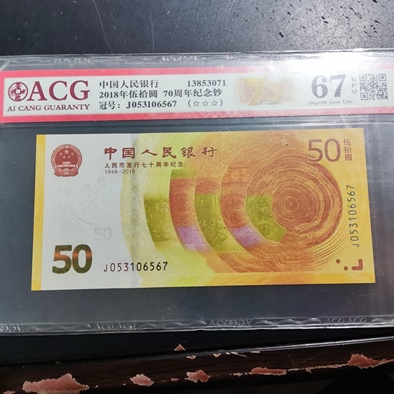 ACG
AI CANG GUARANTY
中国人民银行 13853071
2018年伍拾圆 70周年纪念钞
冠号：J053106567 (☆☆☆)
67 EPQ
Superb Gem Unc
中国人民银行
人民币发行七十周年纪念
1948-2018
50 伍拾圆
50
50
J053106567
J053106567